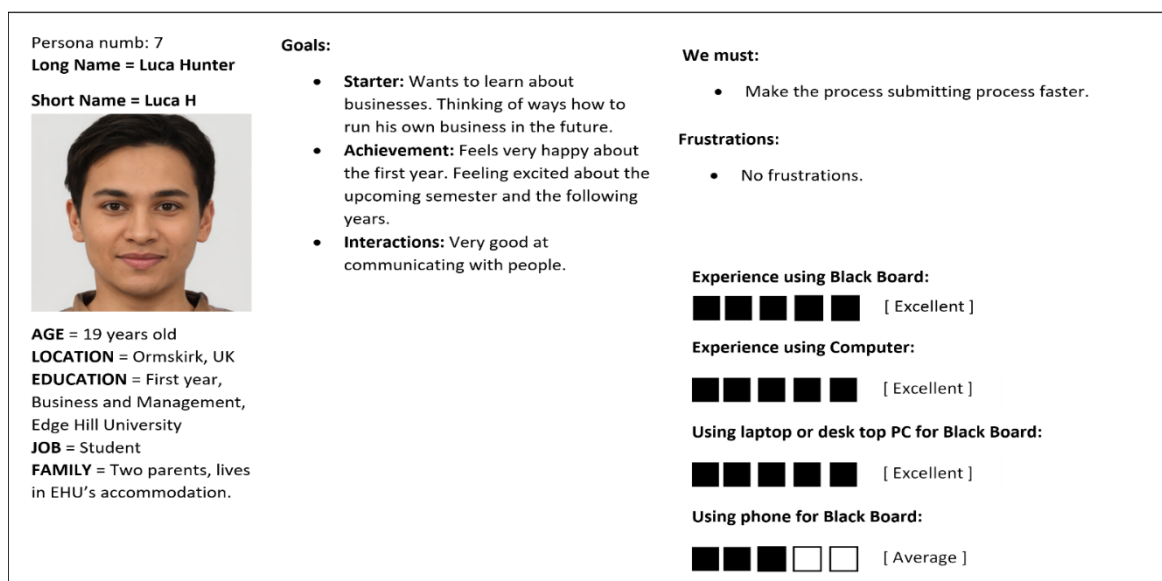 Persona numb: 7
Long Name = Luca Hunter
Short Name = Luca H
AGE = 19 years old
LOCATION = Ormskirk, UK
EDUCATION = First year,
Business and Management,
Edge Hill University
JOB = Student
FAMILY = Two parents, lives
in EHU's accommodation.
Goals:
• Starter: Wants to learn about
businesses. Thinking of ways how to
run his own business in the future.
• Achievement: Feels very happy about
the first year. Feeling excited about the
upcoming semester and the following
years.
• Interactions: Very good at
communicating with people.
We must:
• Make the process submitting process faster.
Frustrations:
• No frustrations.
Experience using Black Board:
[ Excellent ]
Experience using Computer:
[ Excellent ]
Using laptop or desk top PC for Black Board:
[ Excellent ]
Using phone for Black Board:
[ Average ]